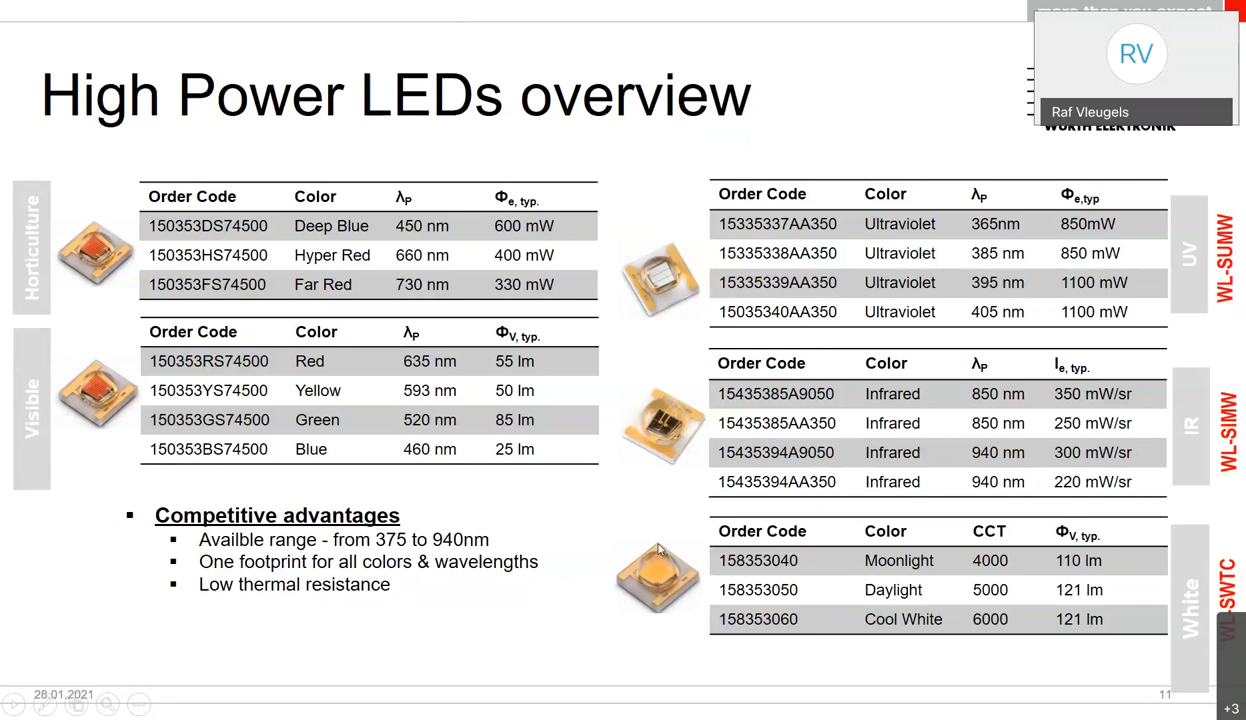 more than you expect
RV
Raf Vleugels
WÜRTH ELEKTRONIK
High Power LEDs overview
Horticulture
Order Code Color λP Φe, typ.
150353DS74500 Deep Blue 450 nm 600 mW
150353HS74500 Hyper Red 660 nm 400 mW
150353FS74500 Far Red 730 nm 330 mW
Visible
Order Code Color λP ΦV, typ.
150353RS74500 Red 635 nm 55 lm
150353YS74500 Yellow 593 nm 50 lm
150353GS74500 Green 520 nm 85 lm
150353BS74500 Blue 460 nm 25 lm
Competitive advantages
Availble range - from 375 to 940nm
One footprint for all colors & wavelengths
Low thermal resistance
Order Code Color λP Φe,typ
15335337AA350 Ultraviolet 365nm 850mW
15335338AA350 Ultraviolet 385 nm 850 mW
15335339AA350 Ultraviolet 395 nm 1100 mW
15035340AA350 Ultraviolet 405 nm 1100 mW
UV
WL-SUMW
Order Code Color λP Ie, typ.
15435385A9050 Infrared 850 nm 350 mW/sr
15435385AA350 Infrared 850 nm 250 mW/sr
15435394A9050 Infrared 940 nm 300 mW/sr
15435394AA350 Infrared 940 nm 220 mW/sr
IR
WL-SIMW
Order Code Color CCT ΦV, typ.
158353040 Moonlight 4000 110 lm
158353050 Daylight 5000 121 lm
158353060 Cool White 6000 121 lm
White
WL-SWTC
28.01.2021
11
+3